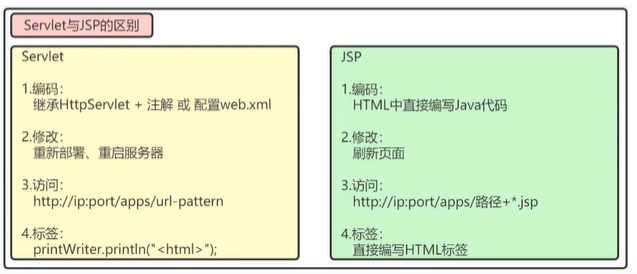 Servlet与JSP的区别
Servlet
1.编码：
继承HttpServlet + 注解 或 配置web.xml
2.修改：
重新部署、重启服务器
3.访问：
http://ip:port/apps/url-pattern
4.标签：
printWriter.println("<html>");
JSP
1.编码：
HTML中直接编写Java代码
2.修改：
刷新页面
3.访问：
http://ip:port/apps/路径+*.jsp
4.标签：
直接编写HTML标签